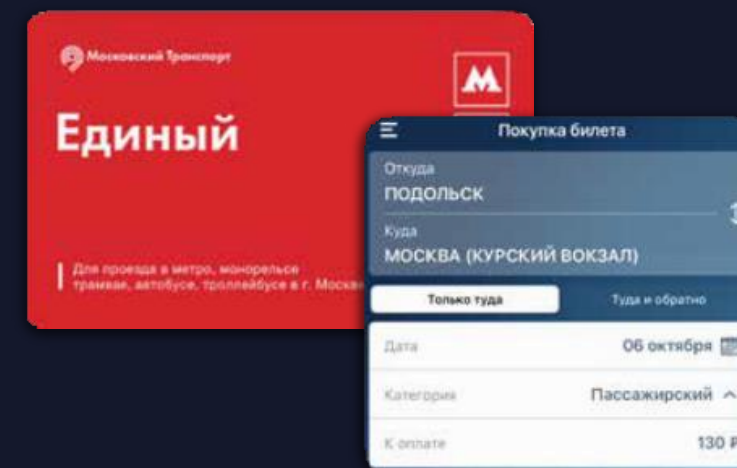 Московский Транспорт
М
Единый
Для проезда в метро, монорельсе
трамвае, автобусе, троллейбусе в г. Москве
Покупка билета
Откуда
ПОДОЛЬСК
Куда
МОСКВА (КУРСКИЙ ВОКЗАЛ)
Только туда
Туда и обратно
Дата
06 октября
Категория
Пассажирский
К оплате
130 ₽